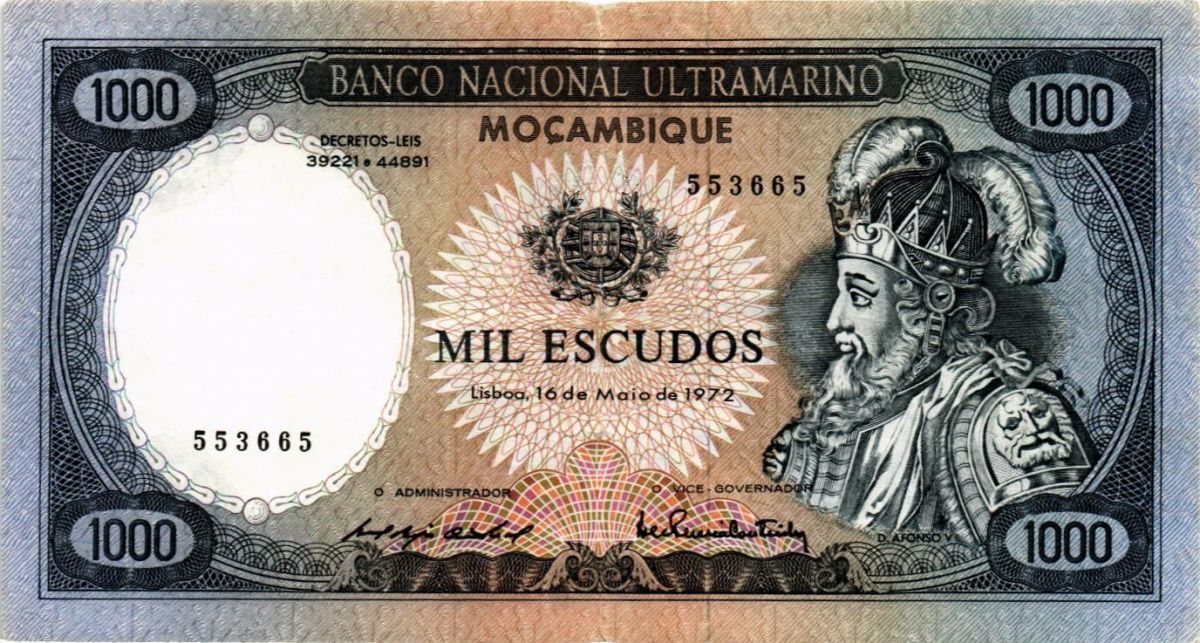 1000
BANCO NACIONAL ULTRAMARINO
1000
MOÇAMBIQUE
DECRETOS-LEIS
39221 e 44891
553665
MIL ESCUDOS
Lisboa, 16 de Maio de 1972
553665
O ADMINISTRADOR
O VICE-GOVERNADOR
D. AFONSO V
1000
1000